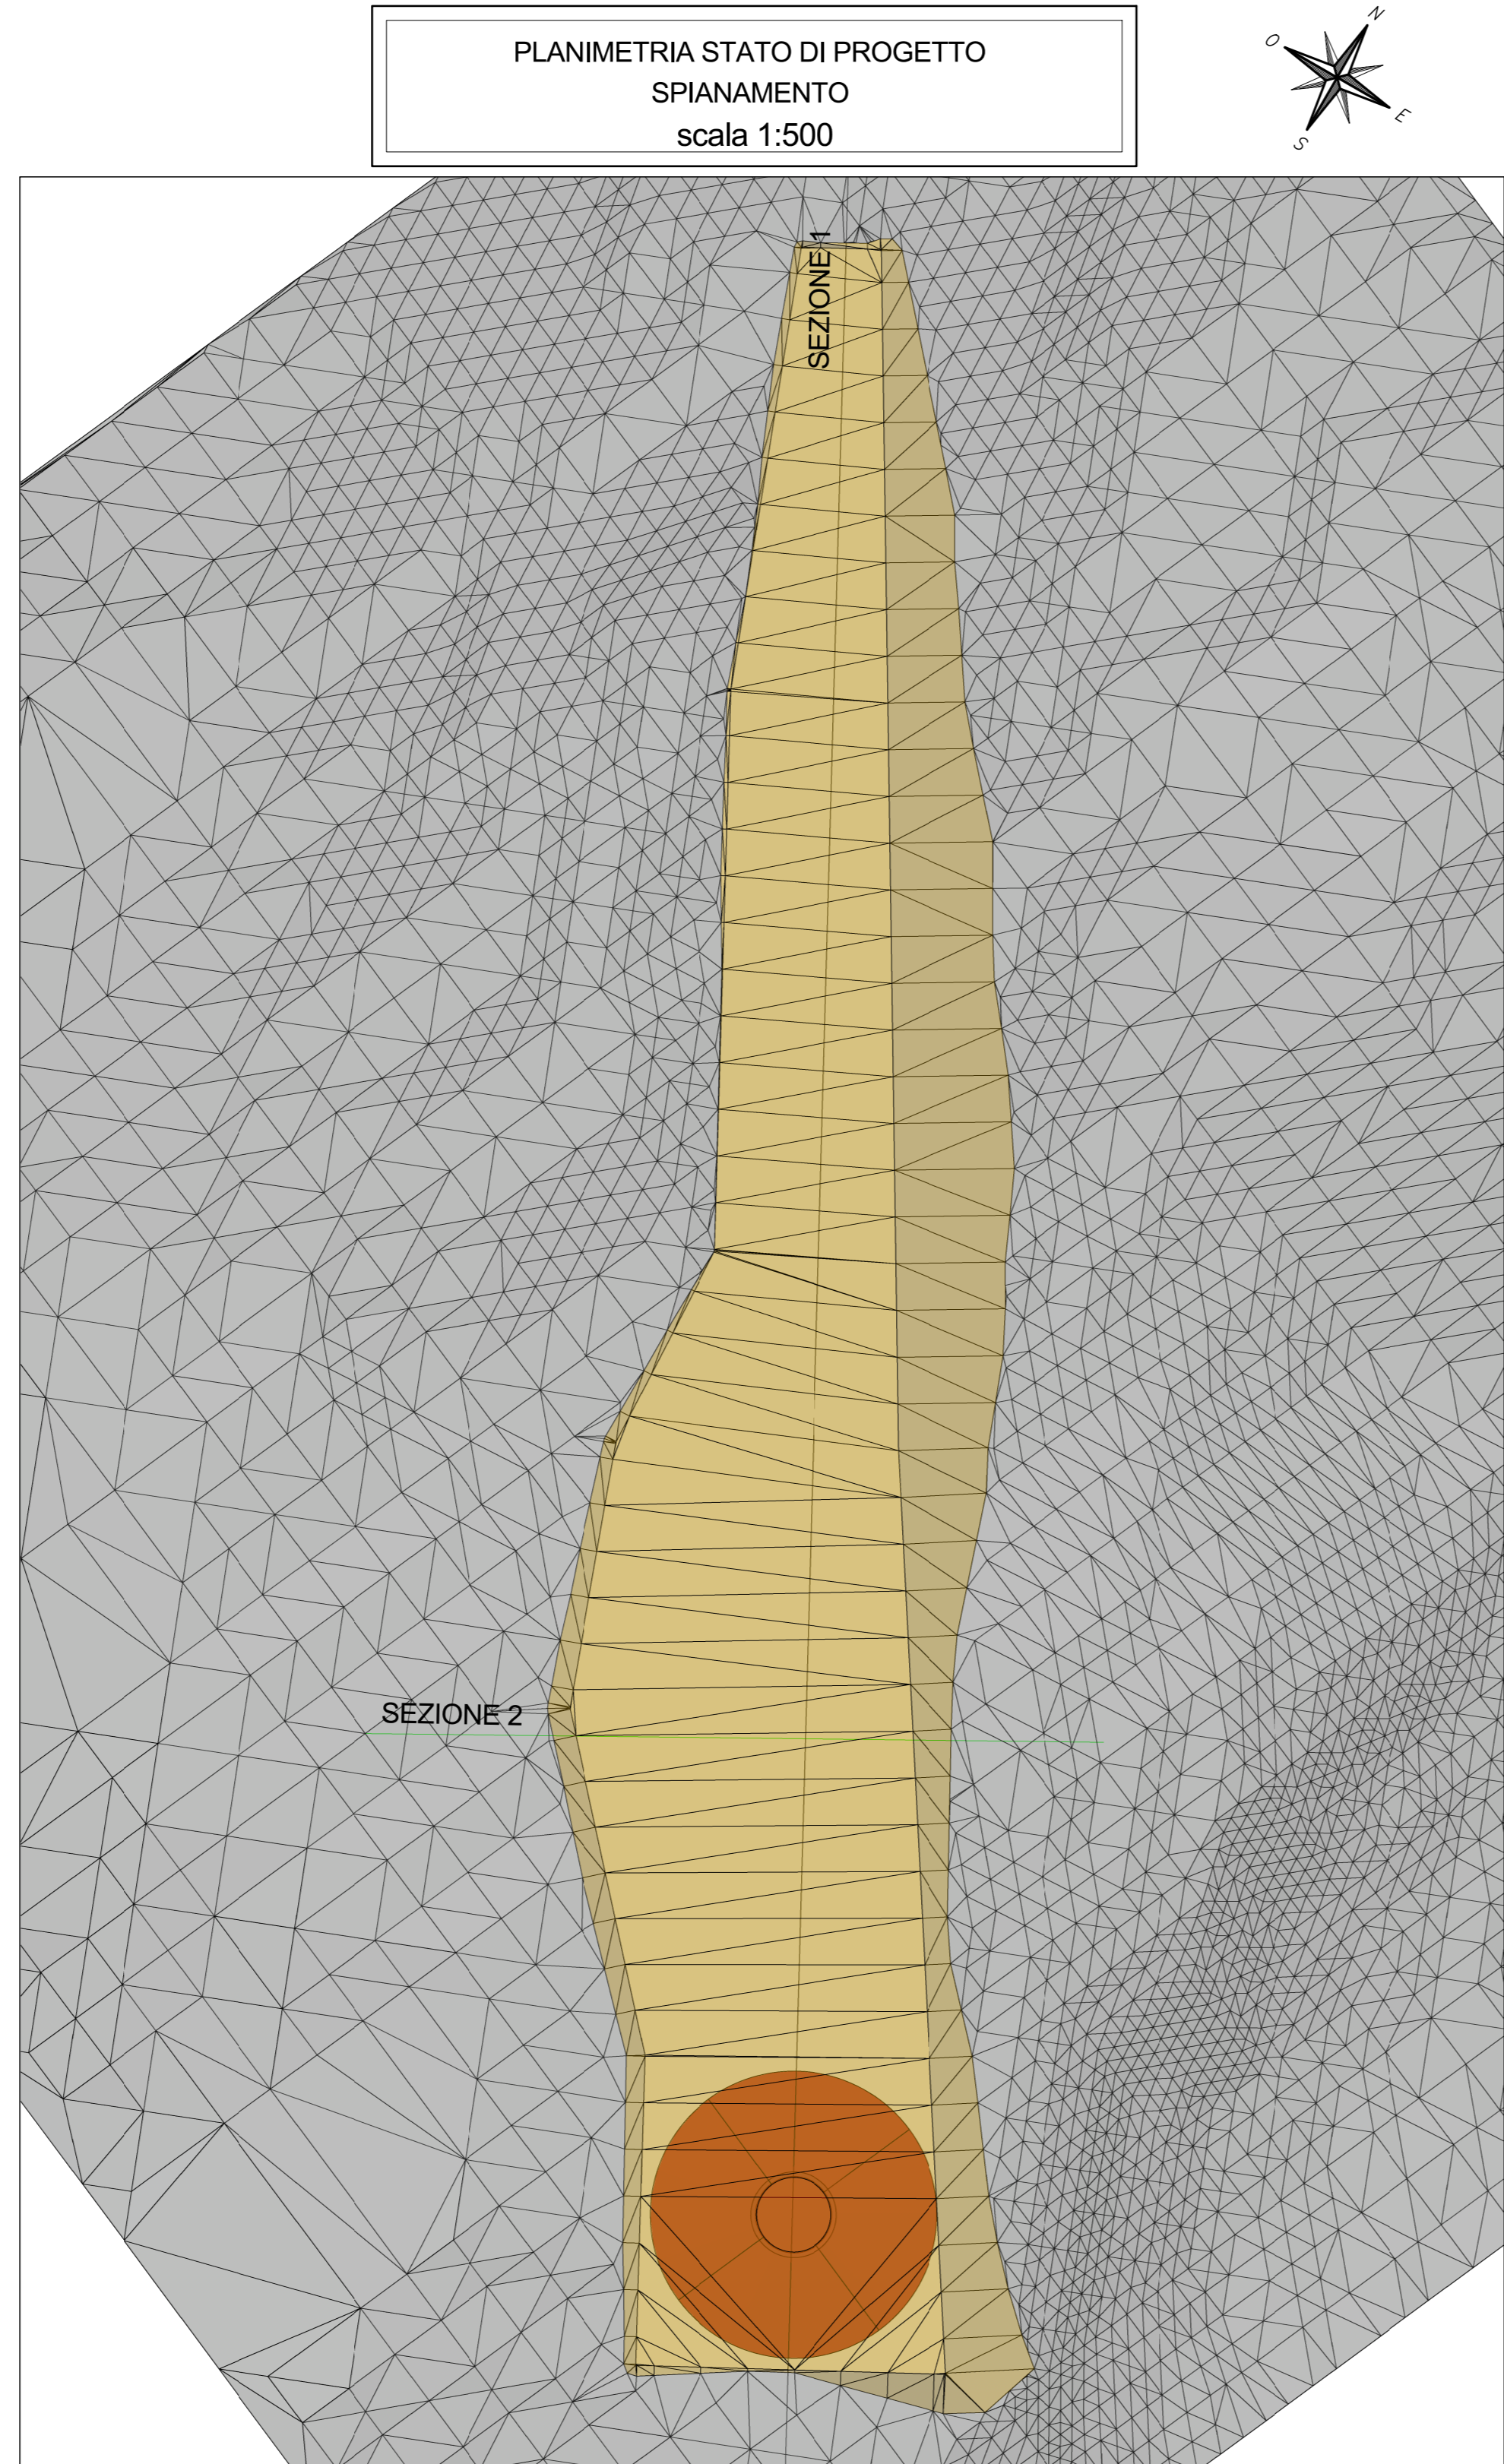 PLANIMETRIA STATO DI PROGETTO
SPIANAMENTO
scala 1:500
N
O
E
S
SEZIONE 1
SEZIONE 2